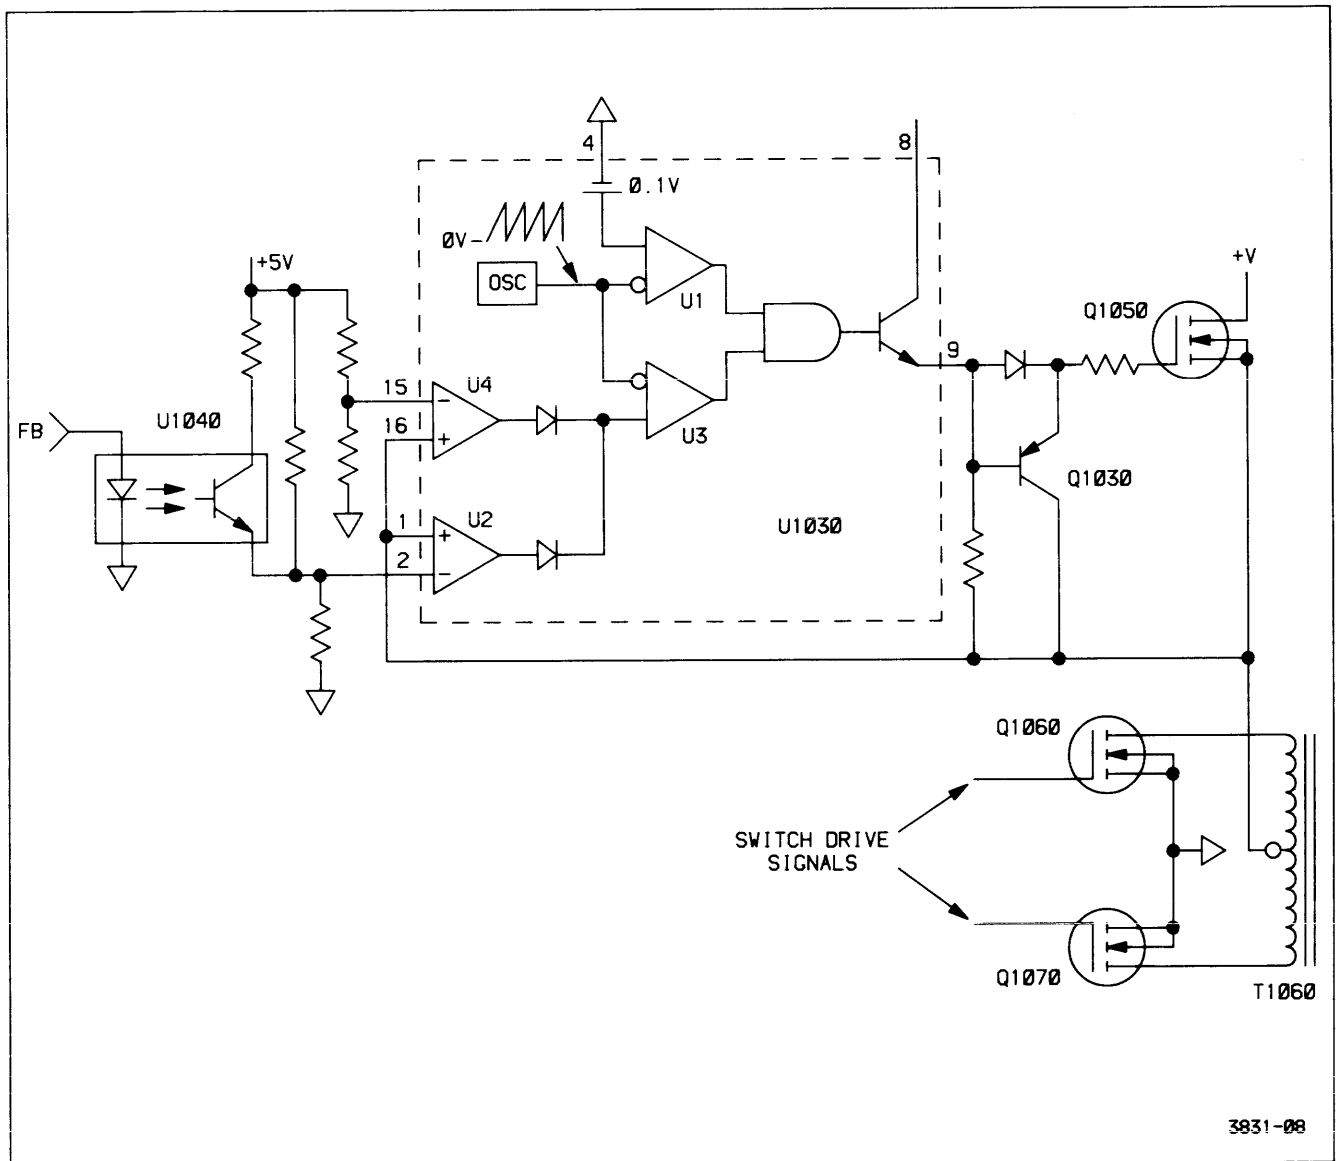 4
8
0.1V
0V
+5V
OSC
U1
+V
Q1050
9
15
U4
16
U3
FB
U1040
Q1030
1
U2
2
U1030
Q1060
SWITCH DRIVE
SIGNALS
Q1070
T1060
3831-08